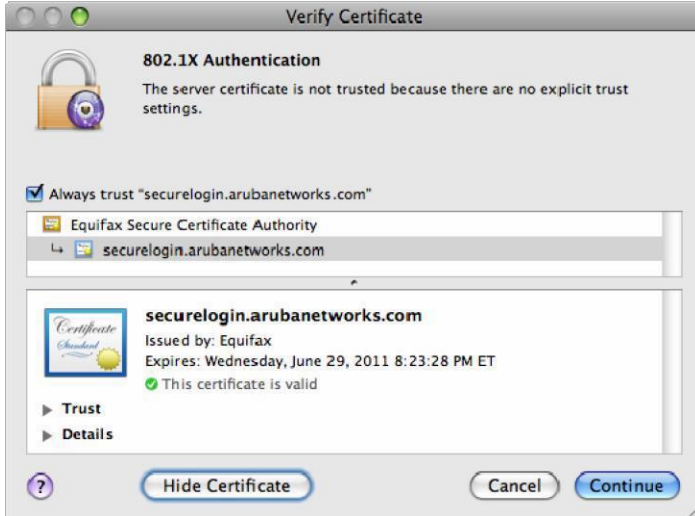 Verify Certificate
802.1X Authentication
The server certificate is not trusted because there are no explicit trust
settings.
Always trust "securelogin.arubanetworks.com"
Equifax Secure Certificate Authority
securelogin.arubanetworks.com
Certificate
Standard
securelogin.arubanetworks.com
Issued by: Equifax
Expires: Wednesday, June 29, 2011 8:23:28 PM ET
This certificate is valid
Trust
Details
?
Hide Certificate
Cancel
Continue